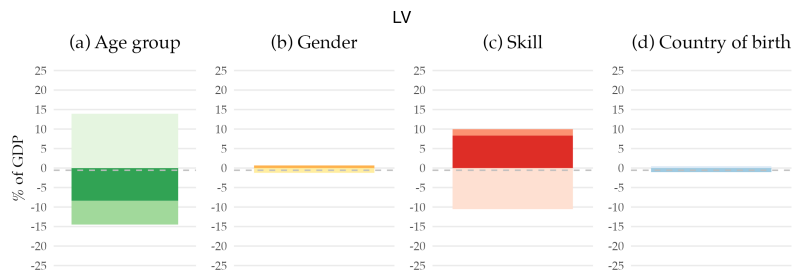 LV
(a) Age group
(b) Gender
(c) Skill
(d) Country of birth
% of GDP
25 25 25 25
20 20 20 20
15 15 15 15
10 10 10 10
5 5 5 5
0 0 0 0
-5 -5 -5 -5
-10 -10 -10 -10
-15 -15 -15 -15
-20 -20 -20 -20
-25 -25 -25 -25